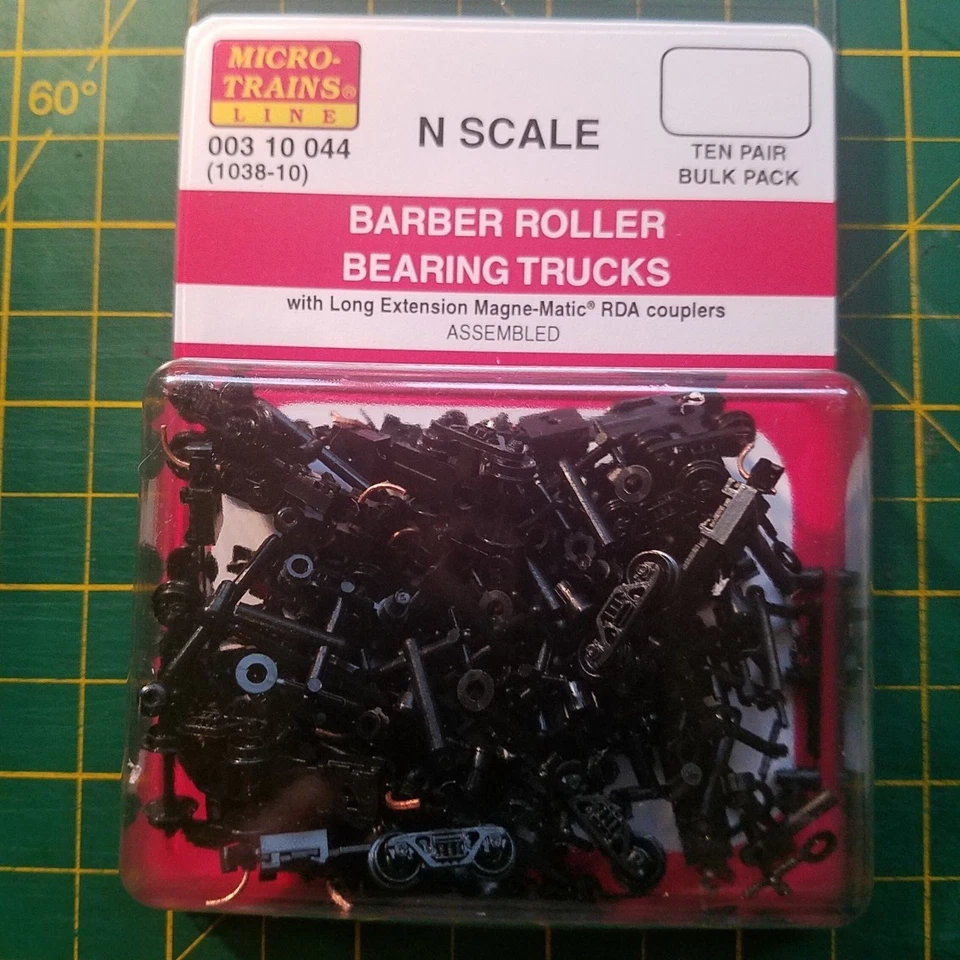 60°
MICRO-
TRAINS®
LINE
003 10 044
(1038-10)
N SCALE
TEN PAIR
BULK PACK
BARBER ROLLER
BEARING TRUCKS
with Long Extension Magne-Matic® RDA couplers
ASSEMBLED